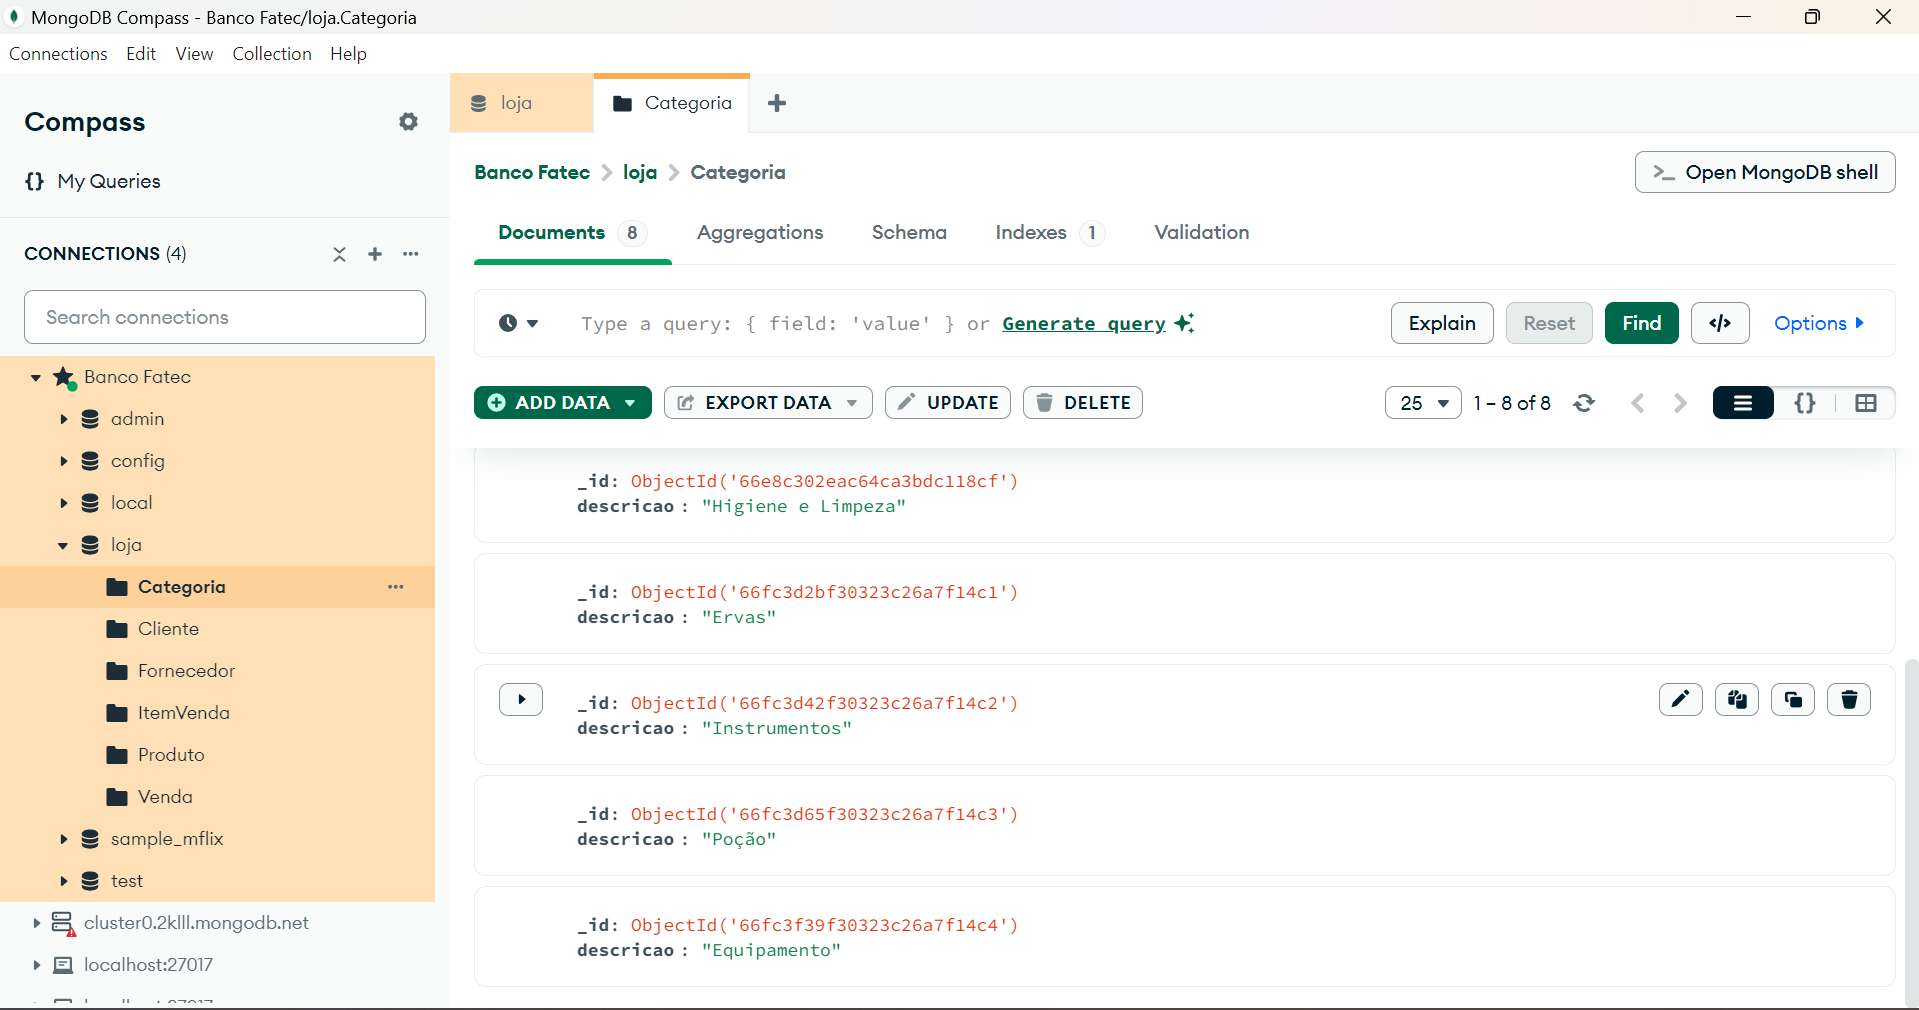 MongoDB Compass - Banco Fatec/loja.Categoria
Connections Edit View Collection Help
Compass
{} My Queries
CONNECTIONS (4)
Search connections
Banco Fatec
admin
config
local
loja
Categoria
Cliente
Fornecedor
ItemVenda
Produto
Venda
sample_mflix
test
cluster0.2klll.mongodb.net
localhost:27017
loja Categoria
Banco Fatec > loja > Categoria
>_ Open MongoDB shell
Documents 8 Aggregations Schema Indexes 1 Validation
Type a query: { field: 'value' } or Generate query
Explain Reset Find </> Options
ADD DATA EXPORT DATA UPDATE DELETE
25 1 – 8 of 8 {}
_id: ObjectId('66e8c302eac64ca3bdc118cf')
descricao : "Higiene e Limpeza"
_id: ObjectId('66fc3d2bf30323c26a7f14c1')
descricao : "Ervas"
_id: ObjectId('66fc3d42f30323c26a7f14c2')
descricao : "Instrumentos"
_id: ObjectId('66fc3d65f30323c26a7f14c3')
descricao : "Poção"
_id: ObjectId('66fc3f39f30323c26a7f14c4')
descricao : "Equipamento"